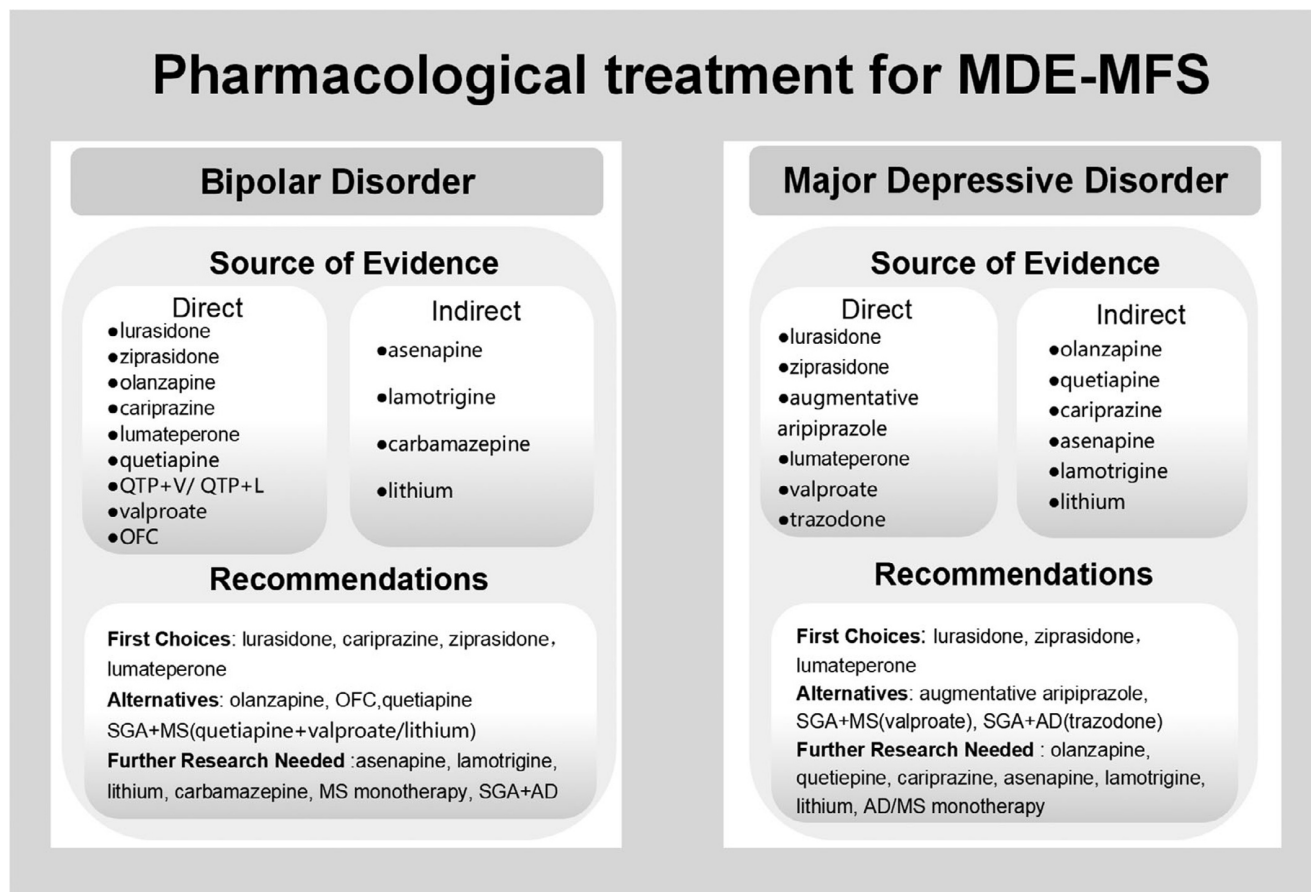 Pharmacological treatment for MDE-MFS
Bipolar Disorder
Source of Evidence
Direct
●lurasidone
●ziprasidone
●olanzapine
●cariprazine
●lumateperone
●quetiapine
●QTP+V/ QTP+L
●valproate
●OFC
Indirect
●asenapine
●lamotrigine
●carbamazepine
●lithium
Recommendations
First Choices: lurasidone, cariprazine, ziprasidone,
lumateperone
Alternatives: olanzapine, OFC,quetiapine
SGA+MS(quetiapine+valproate/lithium)
Further Research Needed :asenapine, lamotrigine,
lithium, carbamazepine, MS monotherapy, SGA+AD
Major Depressive Disorder
Source of Evidence
Direct
●lurasidone
●ziprasidone
●augmentative
aripiprazole
●lumateperone
●valproate
●trazodone
Indirect
●olanzapine
●quetiapine
●cariprazine
●asenapine
●lamotrigine
●lithium
Recommendations
First Choices: lurasidone, ziprasidone,
lumateperone
Alternatives: augmentative aripiprazole,
SGA+MS(valproate), SGA+AD(trazodone)
Further Research Needed : olanzapine,
quetiepine, cariprazine, asenapine, lamotrigine,
lithium, AD/MS monotherapy